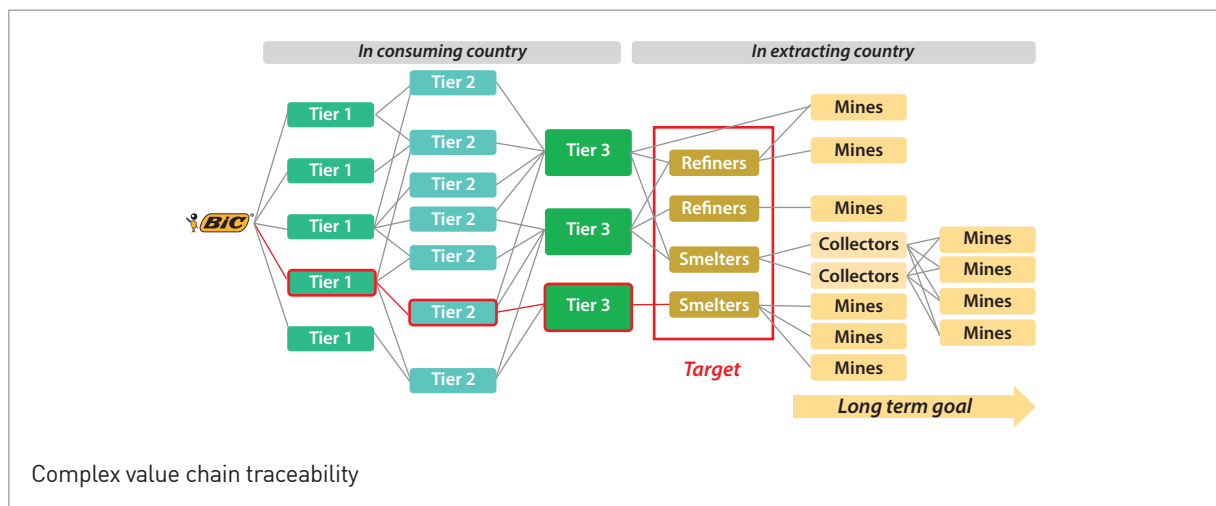 In consuming country
In extracting country
Tier 1
Tier 1
Tier 1
Tier 1
Tier 1
Tier 2
Tier 2
Tier 2
Tier 2
Tier 2
Tier 2
Tier 2
Tier 3
Tier 3
Tier 3
BiC®
Refiners
Refiners
Smelters
Smelters
Target
Mines
Mines
Mines
Collectors
Collectors
Mines
Mines
Mines
Mines
Mines
Mines
Mines
Long term goal
Complex value chain traceability